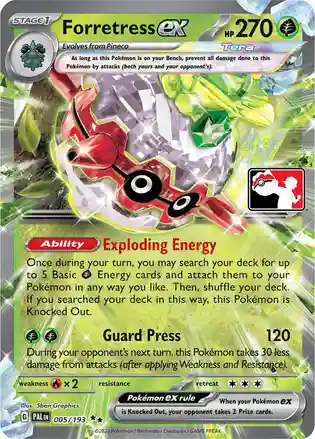 STAGE1
Forretress ex
HP 270
Evolves from Pineco
Tera
As long as this Pokémon is on your Bench, prevent all damage done to this
Pokémon by attacks (both yours and your opponent's).
Ability Exploding Energy
Once during your turn, you may search your deck for
up to 5 Basic Energy cards and attach them to your
Pokémon in any way you like. Then, shuffle your deck.
If you searched your deck in this way, this Pokémon is
Knocked Out.
Guard Press 120
During your opponent's next turn, this Pokémon takes 30 less
damage from attacks (after applying Weakness and Resistance).
weakness ×2 resistance retreat
Illus. 5ban Graphics
Pokémon ex rule
When your Pokémon ex
is Knocked Out, your opponent takes 2 Prize cards.
G PAL EN 005/193
©2023 Pokémon / Nintendo / Creatures / GAME FREAK